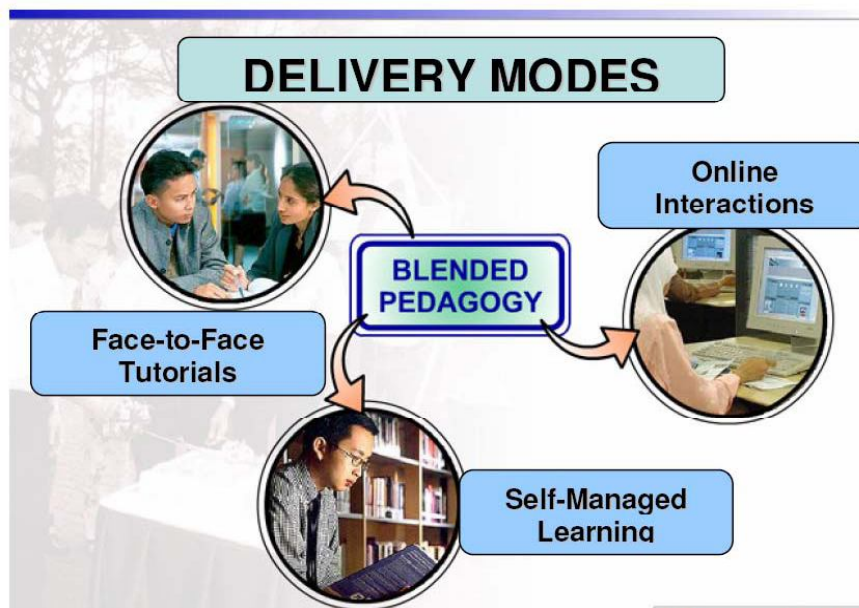 DELIVERY MODES
Online
Interactions
BLENDED
PEDAGOGY
Face-to-Face
Tutorials
Self-Managed
Learning